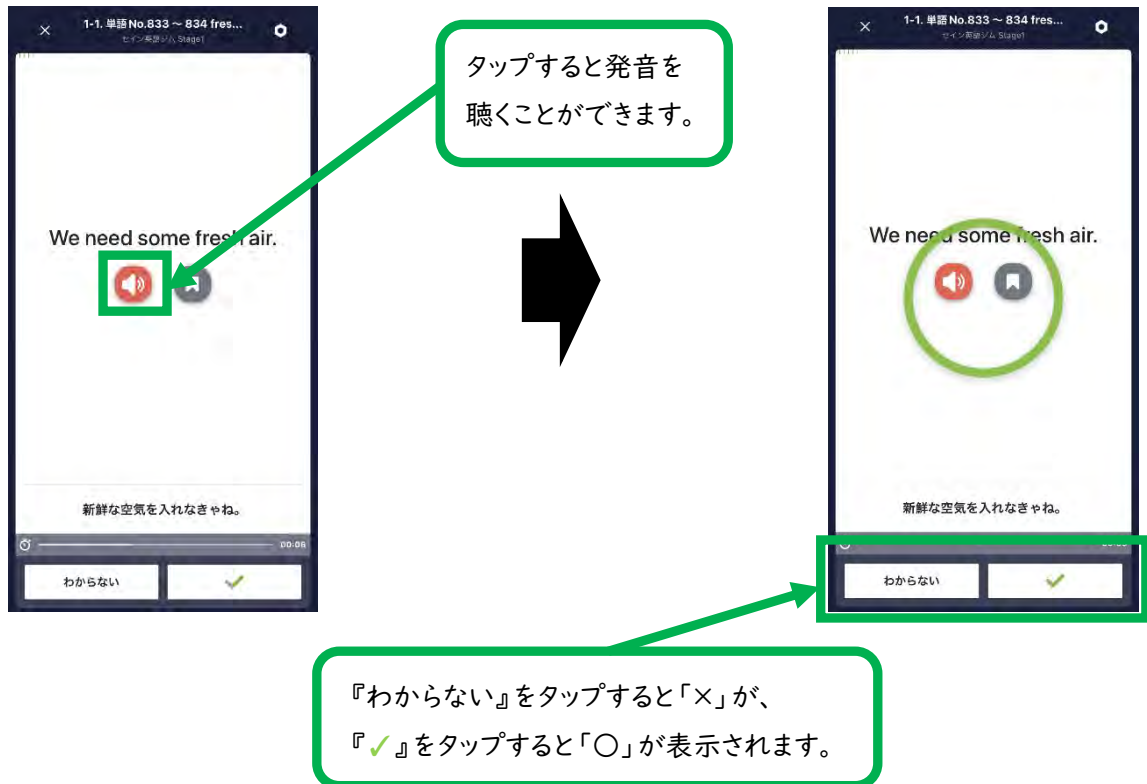 1-1. 単語 No.833 ～ 834 fres...
セイン英語ジム Stage1
We need some fresh air.
新鮮な空気を入れなきゃね。
00:06
わからない
✓
タップすると発音を
聴くことができます。
1-1. 単語 No.833 ～ 834 fres...
セイン英語ジム Stage1
We need some fresh air.
新鮮な空気を入れなきゃね。
わからない
✓
『わからない』をタップすると「×」が、
『✓』をタップすると「○」が表示されます。